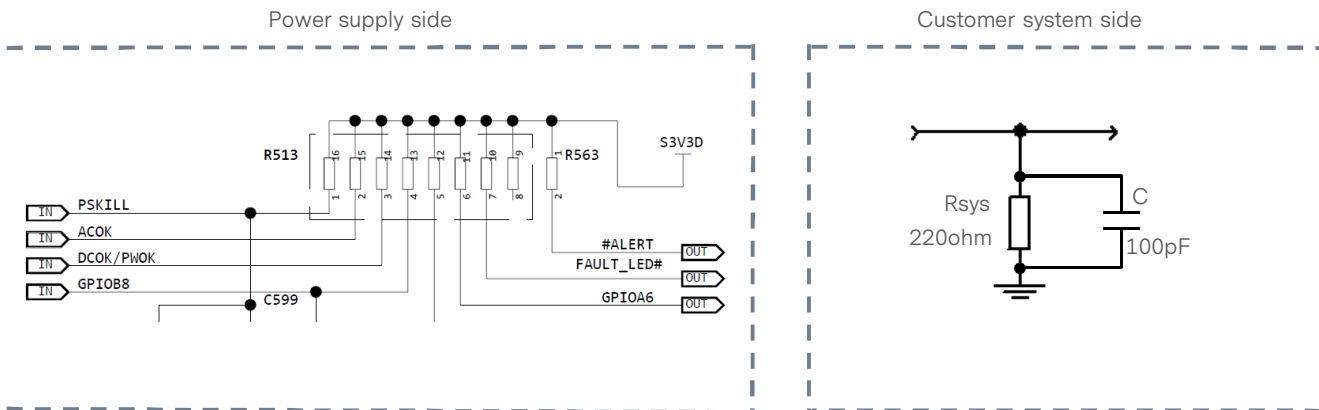 Power supply side
Customer system side
16 15 14 13 12 11 10 9 1
R513
R563
S3V3D
1 2 3 4 5 6 7 8 2
IN PSKILL
IN ACOK
IN DCOK/PWOK
IN GPIOB8
C599
#ALERT OUT
FAULT_LED# OUT
GPIOA6 OUT
Rsys
220ohm
C
100pF